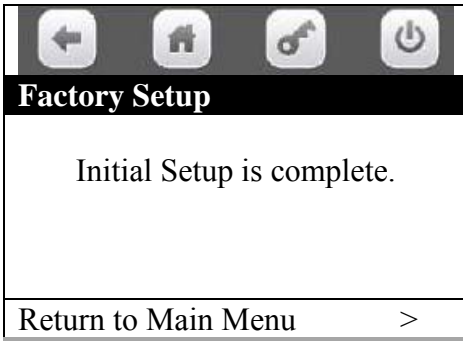 Factory Setup
Initial Setup is complete.
Return to Main Menu >